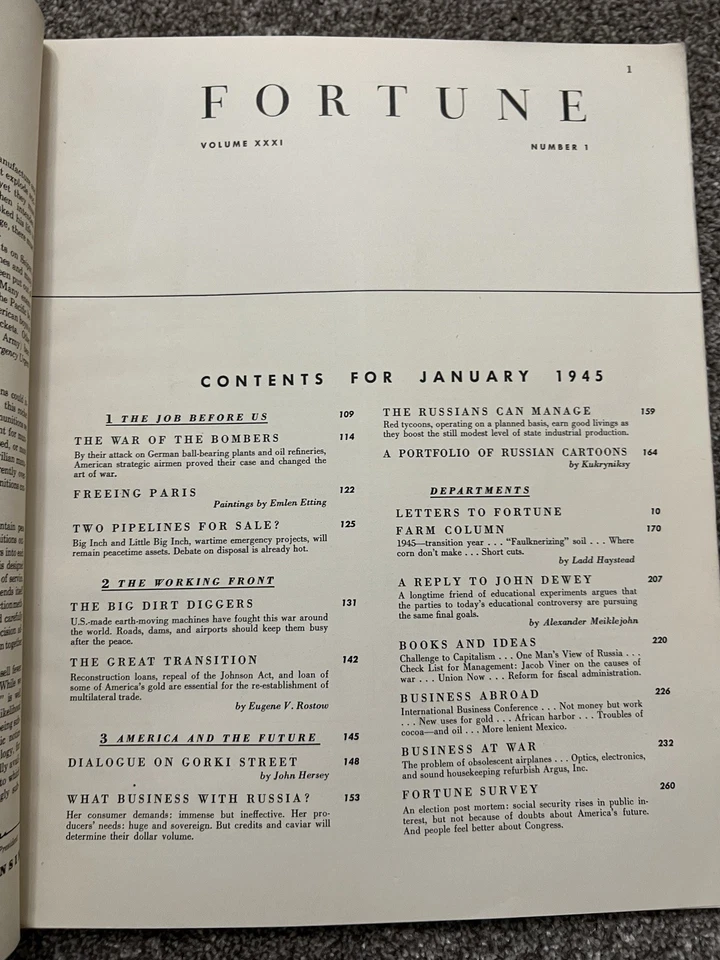 1
FORTUNE
VOLUME XXXI
NUMBER 1
CONTENTS FOR JANUARY 1945
1 THE JOB BEFORE US 109
THE WAR OF THE BOMBERS 114
By their attack on German ball-bearing plants and oil refineries,
American strategic airmen proved their case and changed the
art of war.
FREEING PARIS 122
Paintings by Emlen Etting
TWO PIPELINES FOR SALE? 125
Big Inch and Little Big Inch, wartime emergency projects, will
remain peacetime assets. Debate on disposal is already hot.
2 THE WORKING FRONT
THE BIG DIRT DIGGERS 131
U.S.-made earth-moving machines have fought this war around
the world. Roads, dams, and airports should keep them busy
after the peace.
THE GREAT TRANSITION 142
Reconstruction loans, repeal of the Johnson Act, and loan of
some of America's gold are essential for the re-establishment of
multilateral trade.
by Eugene V. Rostow
3 AMERICA AND THE FUTURE 145
DIALOGUE ON GORKI STREET 148
by John Hersey
WHAT BUSINESS WITH RUSSIA? 153
Her consumer demands: immense but ineffective. Her pro-
ducers' needs: huge and sovereign. But credits and caviar will
determine their dollar volume.
THE RUSSIANS CAN MANAGE 159
Red tycoons, operating on a planned basis, earn good livings as
they boost the still modest level of state industrial production.
A PORTFOLIO OF RUSSIAN CARTOONS 164
by Kukryniksy
DEPARTMENTS
LETTERS TO FORTUNE 10
FARM COLUMN 170
1945—transition year . . . "Faulknerizing" soil . . . Where
corn don't make . . . Short cuts.
by Ladd Haystead
A REPLY TO JOHN DEWEY 207
A longtime friend of educational experiments argues that
the parties to today's educational controversy are pursuing
the same final goals.
by Alexander Meiklejohn
BOOKS AND IDEAS 220
Challenge to Capitalism . . . One Man's View of Russia . . .
Check List for Management: Jacob Viner on the causes of
war . . . Union Now . . . Reform for fiscal administration.
BUSINESS ABROAD 226
International Business Conference . . . Not money but work
. . . New uses for gold . . . African harbor . . . Troubles of
cocoa—and oil . . . More lenient Mexico.
BUSINESS AT WAR 232
The problem of obsolescent airplanes . . . Optics, electronics,
and sound housekeeping refurbish Argus, Inc.
FORTUNE SURVEY 260
An election post mortem: social security rises in public in-
terest, but not because of doubts about America's future.
And people feel better about Congress.